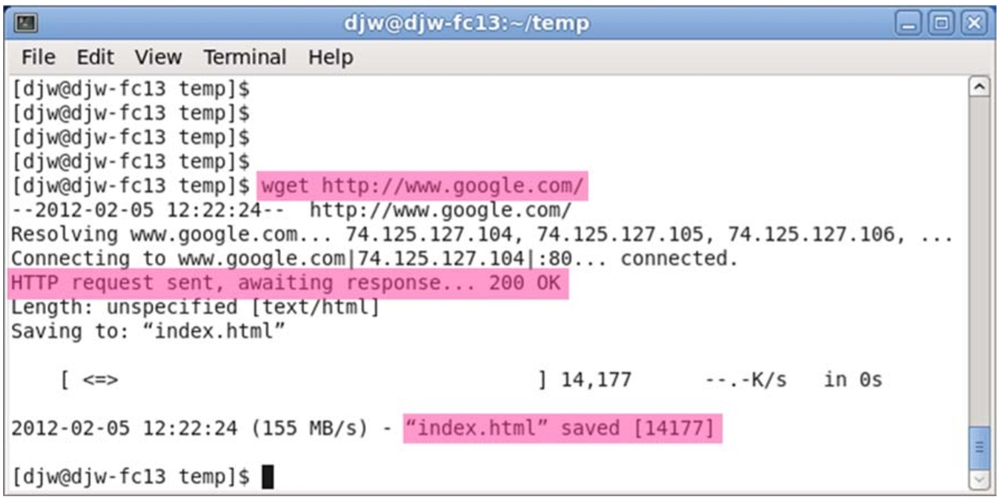 djw@djw-fc13:~/temp
File Edit View Terminal Help
[djw@djw-fc13 temp]$
[djw@djw-fc13 temp]$
[djw@djw-fc13 temp]$
[djw@djw-fc13 temp]$
[djw@djw-fc13 temp]$ wget http://www.google.com/
--2012-02-05 12:22:24--  http://www.google.com/
Resolving www.google.com... 74.125.127.104, 74.125.127.105, 74.125.127.106, ...
Connecting to www.google.com|74.125.127.104|:80... connected.
HTTP request sent, awaiting response... 200 OK
Length: unspecified [text/html]
Saving to: “index.html”
[ <=> ] 14,177 --.-K/s in 0s
2012-02-05 12:22:24 (155 MB/s) - “index.html” saved [14177]
[djw@djw-fc13 temp]$